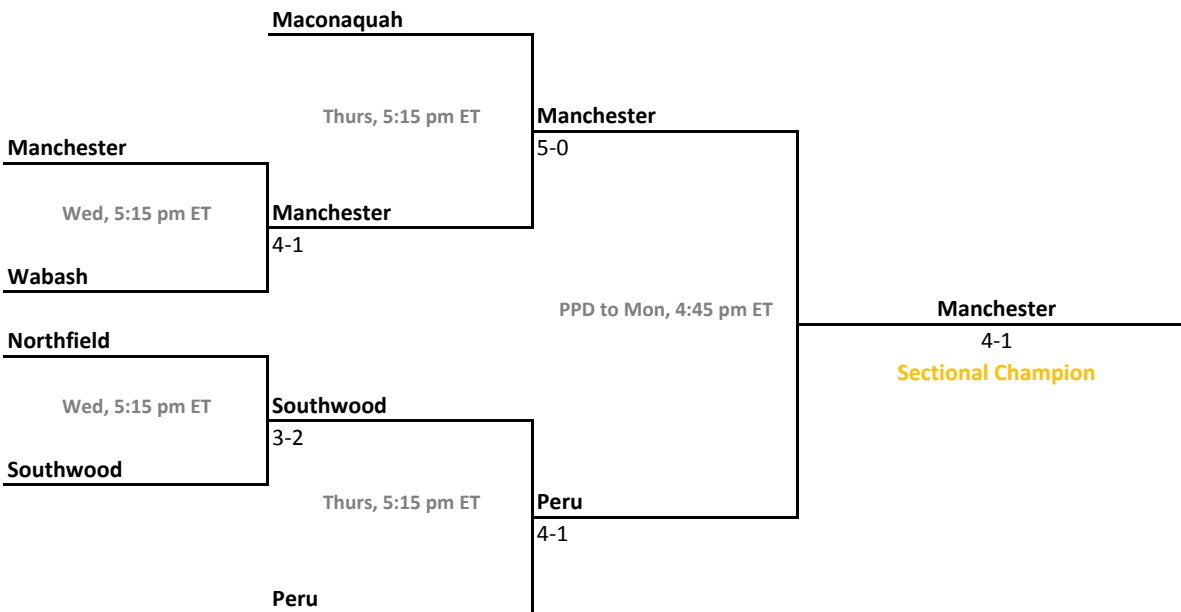 Maconaquah
Thurs, 5:15 pm ET
Manchester
5-0
Manchester
Wed, 5:15 pm ET
Manchester
4-1
Wabash
PPD to Mon, 4:45 pm ET
Manchester
4-1
Sectional Champion
Northfield
Wed, 5:15 pm ET
Southwood
3-2
Southwood
Thurs, 5:15 pm ET
Peru
4-1
Peru